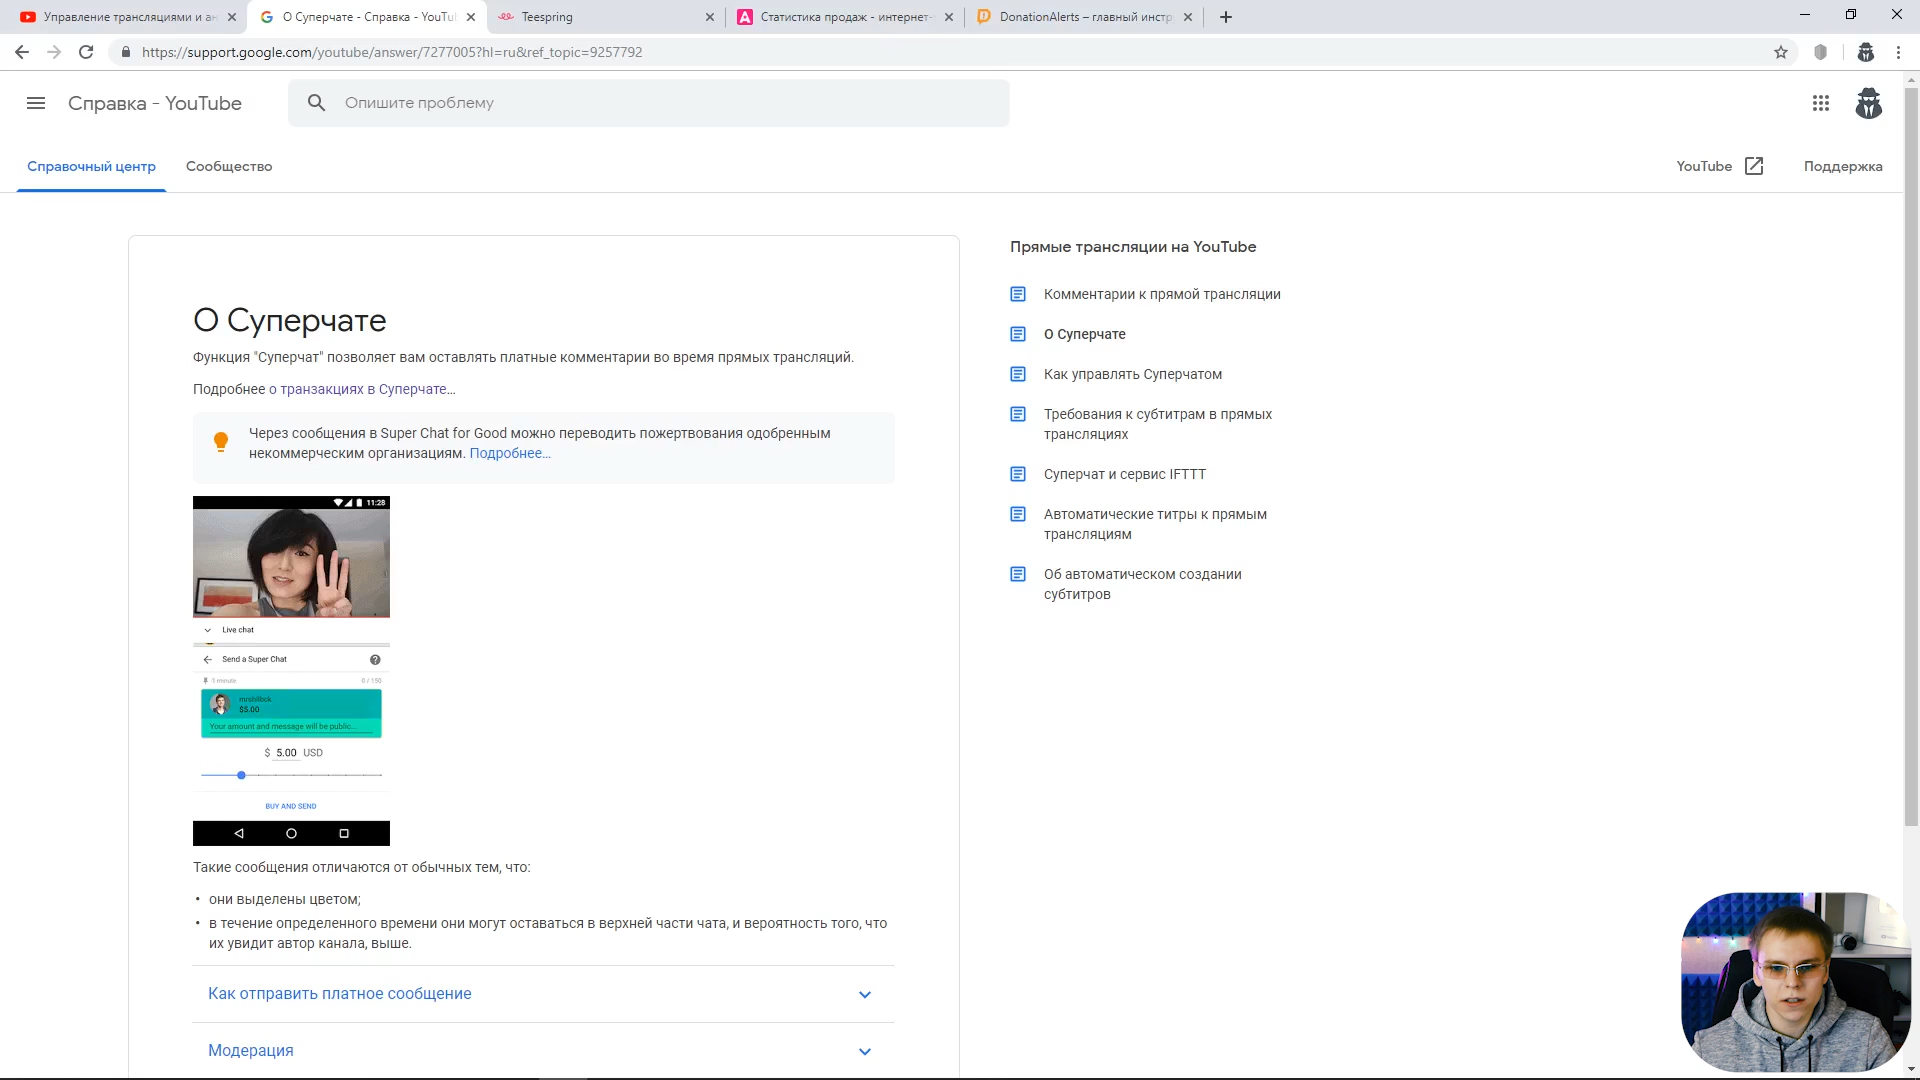 Управление трансляциями и ан
О Суперчате - Справка - YouTu
Teespring
Статистика продаж - интернет-
DonationAlerts – главный инстр
https://support.google.com/youtube/answer/7277005?hl=ru&ref_topic=9257792
Справка - YouTube
Опишите проблему
Справочный центр
Сообщество
YouTube
Поддержка
О Суперчате
Функция "Суперчат" позволяет вам оставлять платные комментарии во время прямых трансляций.
Подробнее о транзакциях в Суперчате…
Через сообщения в Super Chat for Good можно переводить пожертвования одобренным
некоммерческим организациям. Подробнее…
11:28
Live chat
Send a Super Chat
1 minute
0 / 150
$5.00
Your amount and message will be public...
$ 5.00 USD
BUY AND SEND
Такие сообщения отличаются от обычных тем, что:
• они выделены цветом;
• в течение определенного времени они могут оставаться в верхней части чата, и вероятность того, что
их увидит автор канала, выше.
Как отправить платное сообщение
Модерация
Прямые трансляции на YouTube
Комментарии к прямой трансляции
О Суперчате
Как управлять Суперчатом
Требования к субтитрам в прямых
трансляциях
Суперчат и сервис IFTTT
Автоматические титры к прямым
трансляциям
Об автоматическом создании
субтитров